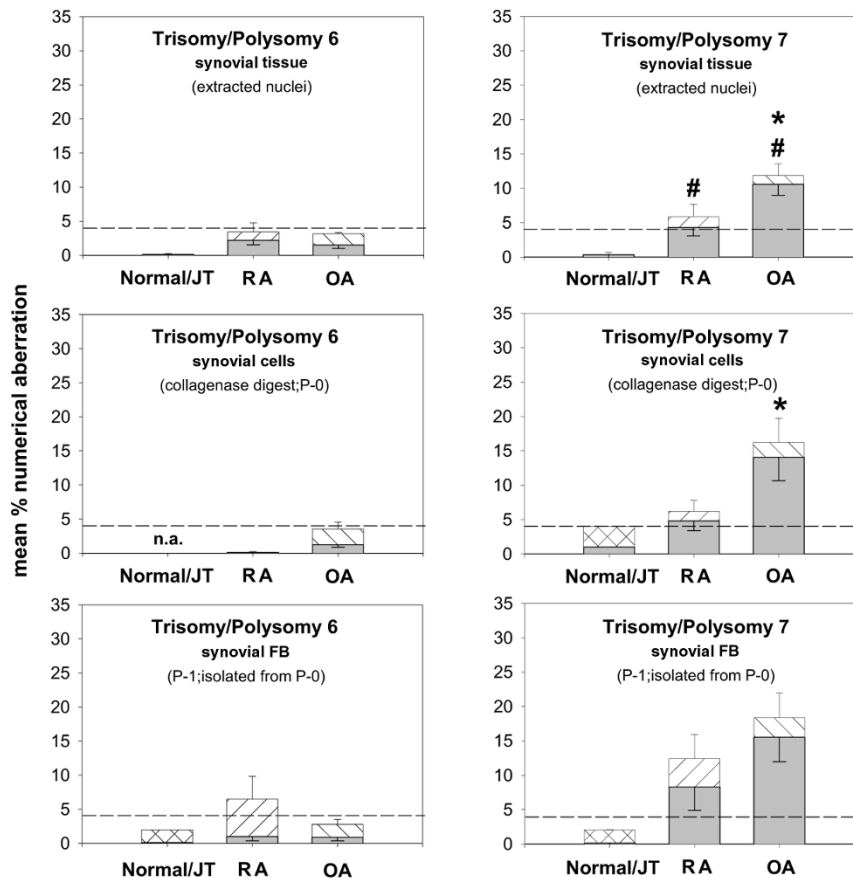 mean % numerical aberration
35
30
25
20
15
10
5
0
Trisomy/Polysomy 6
synovial tissue
(extracted nuclei)
Normal/JT RA OA
35
30
25
20
15
10
5
0
Trisomy/Polysomy 7
synovial tissue
(extracted nuclei)
*
#
#
Normal/JT RA OA
35
30
25
20
15
10
5
0
Trisomy/Polysomy 6
synovial cells
(collagenase digest;P-0)
n.a.
Normal/JT RA OA
35
30
25
20
15
10
5
0
Trisomy/Polysomy 7
synovial cells
(collagenase digest;P-0)
*
Normal/JT RA OA
35
30
25
20
15
10
5
0
Trisomy/Polysomy 6
synovial FB
(P-1;isolated from P-0)
Normal/JT RA OA
35
30
25
20
15
10
5
0
Trisomy/Polysomy 7
synovial FB
(P-1;isolated from P-0)
Normal/JT RA OA